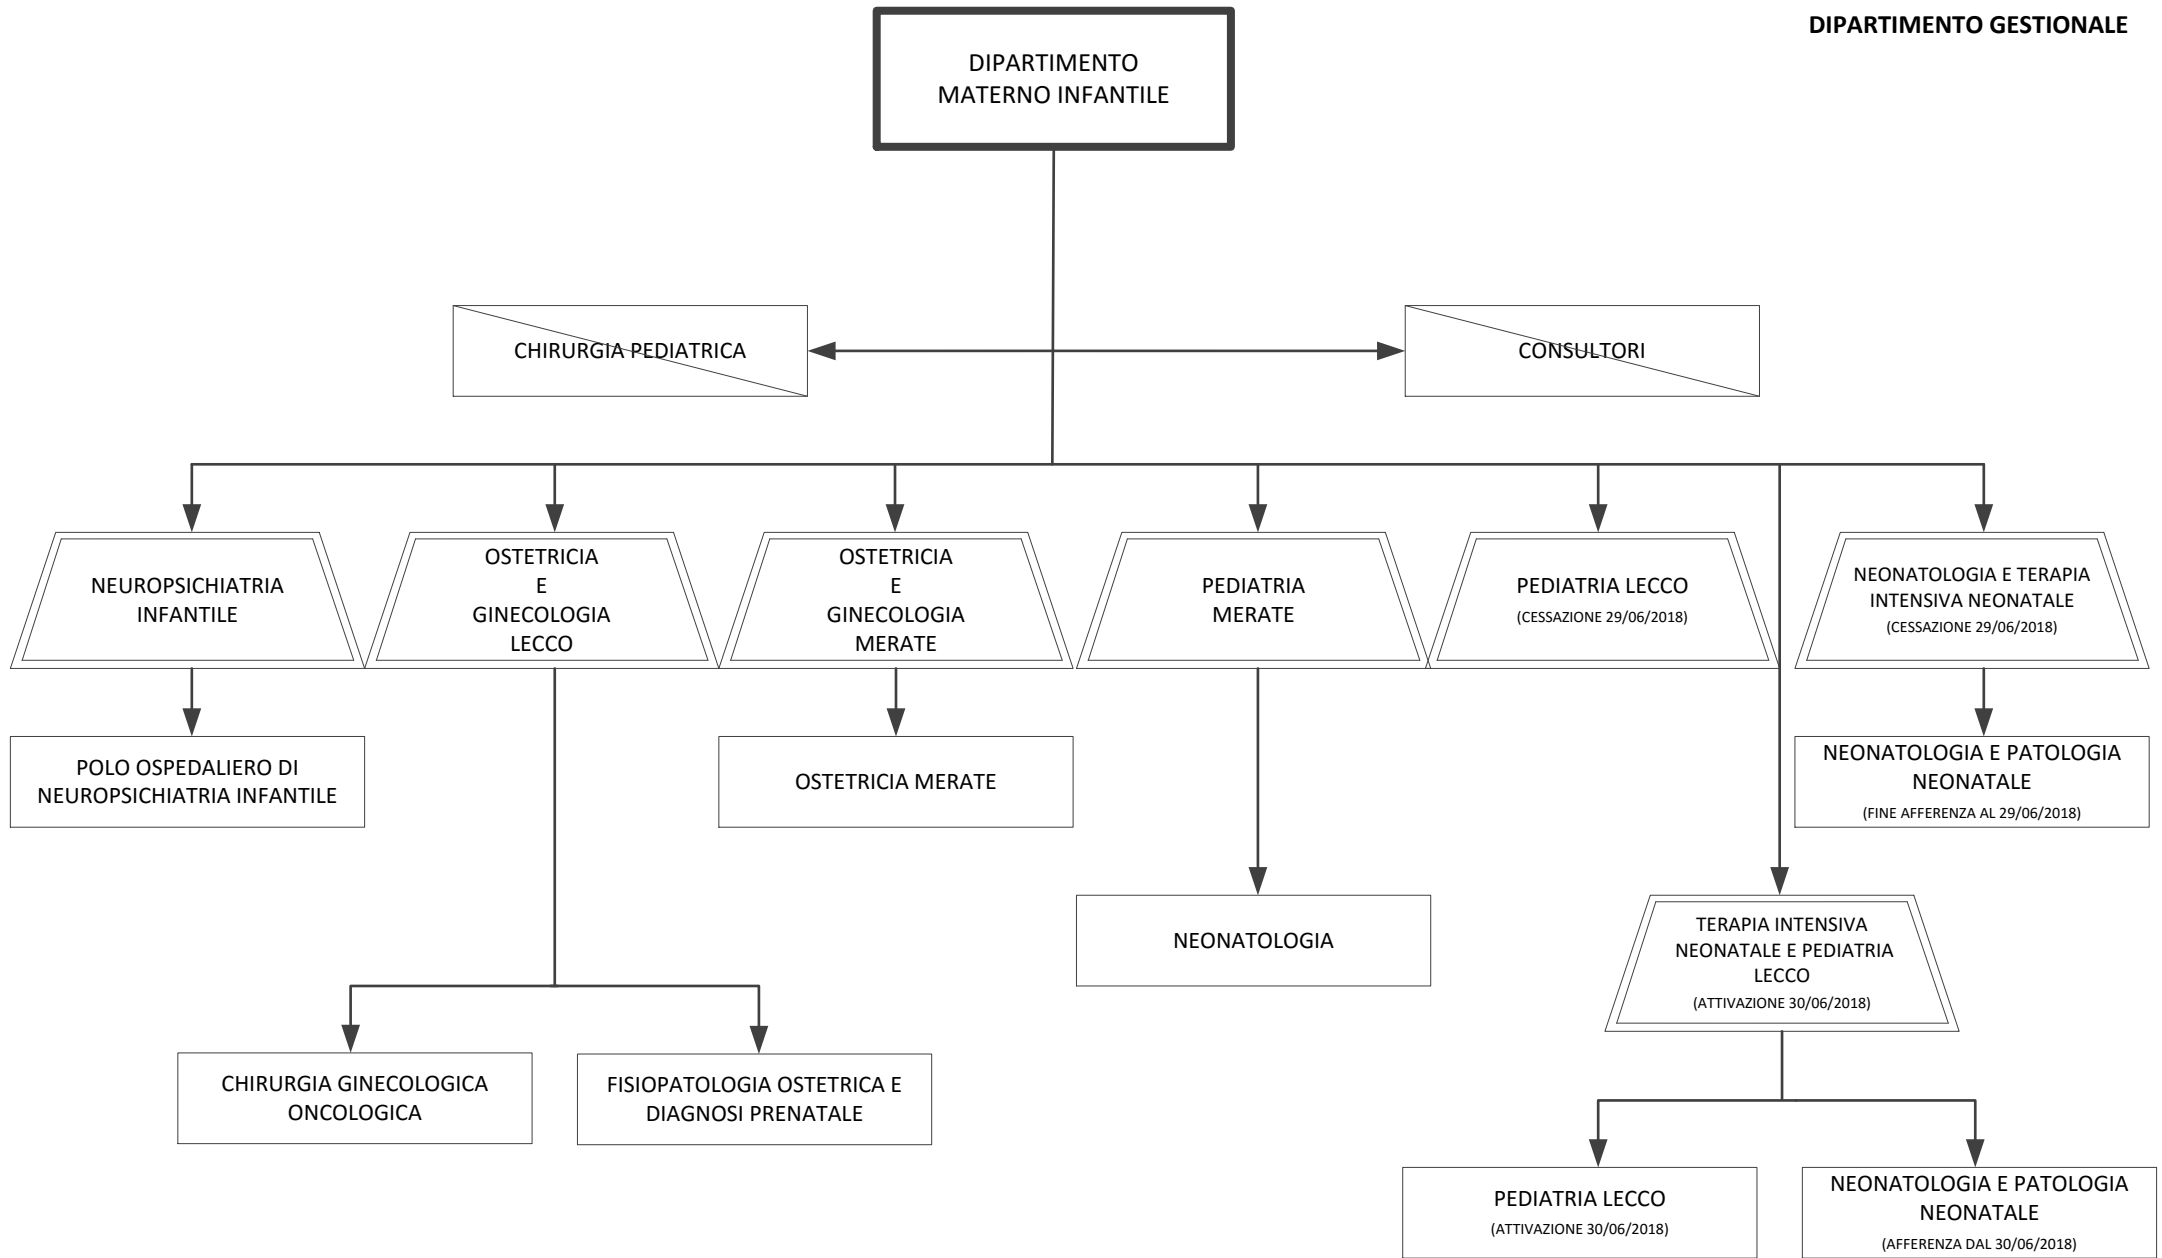 DIPARTIMENTO GESTIONALE
DIPARTIMENTO
MATERNO INFANTILE
CHIRURGIA PEDIATRICA
CONSULTORI
NEUROPSICHIATRIA
INFANTILE
OSTETRICIA
E
GINECOLOGIA
LECCO
OSTETRICIA
E
GINECOLOGIA
MERATE
PEDIATRIA
MERATE
PEDIATRIA LECCO
(CESSAZIONE 29/06/2018)
NEONATOLOGIA E TERAPIA
INTENSIVA NEONATALE
(CESSAZIONE 29/06/2018)
POLO OSPEDALIERO DI
NEUROPSICHIATRIA INFANTILE
OSTETRICIA MERATE
NEONATOLOGIA E PATOLOGIA
NEONATALE
(FINE AFFERENZA AL 29/06/2018)
NEONATOLOGIA
TERAPIA INTENSIVA
NEONATALE E PEDIATRIA
LECCO
(ATTIVAZIONE 30/06/2018)
CHIRURGIA GINECOLOGICA
ONCOLOGICA
FISIOPATOLOGIA OSTETRICA E
DIAGNOSI PRENATALE
PEDIATRIA LECCO
(ATTIVAZIONE 30/06/2018)
NEONATOLOGIA E PATOLOGIA
NEONATALE
(AFFERENZA DAL 30/06/2018)